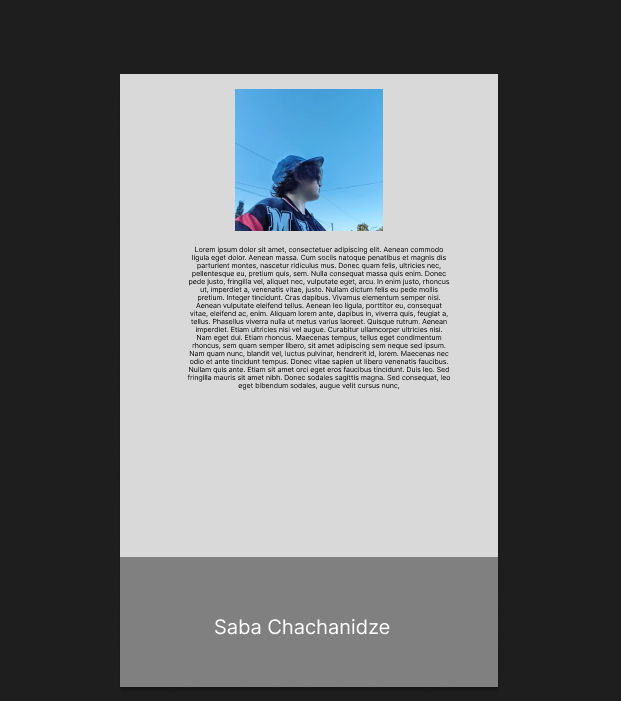 Lorem ipsum dolor sit amet, consectetuer adipiscing elit. Aenean commodo
ligula eget dolor. Aenean massa. Cum sociis natoque penatibus et magnis dis
parturient montes, nascetur ridiculus mus. Donec quam felis, ultricies nec,
pellentesque eu, pretium quis, sem. Nulla consequat massa quis enim. Donec
pede justo, fringilla vel, aliquet nec, vulputate eget, arcu. In enim justo, rhoncus
ut, imperdiet a, venenatis vitae, justo. Nullam dictum felis eu pede mollis
pretium. Integer tincidunt. Cras dapibus. Vivamus elementum semper nisi.
Aenean vulputate eleifend tellus. Aenean leo ligula, porttitor eu, consequat
vitae, eleifend ac, enim. Aliquam lorem ante, dapibus in, viverra quis, feugiat a,
tellus. Phasellus viverra nulla ut metus varius laoreet. Quisque rutrum. Aenean
imperdiet. Etiam ultricies nisi vel augue. Curabitur ullamcorper ultricies nisi.
Nam eget dui. Etiam rhoncus. Maecenas tempus, tellus eget condimentum
rhoncus, sem quam semper libero, sit amet adipiscing sem neque sed ipsum.
Nam quam nunc, blandit vel, luctus pulvinar, hendrerit id, lorem. Maecenas nec
odio et ante tincidunt tempus. Donec vitae sapien ut libero venenatis faucibus.
Nullam quis ante. Etiam sit amet orci eget eros faucibus tincidunt. Duis leo. Sed
fringilla mauris sit amet nibh. Donec sodales sagittis magna. Sed consequat, leo
eget bibendum sodales, augue velit cursus nunc,
Saba Chachanidze